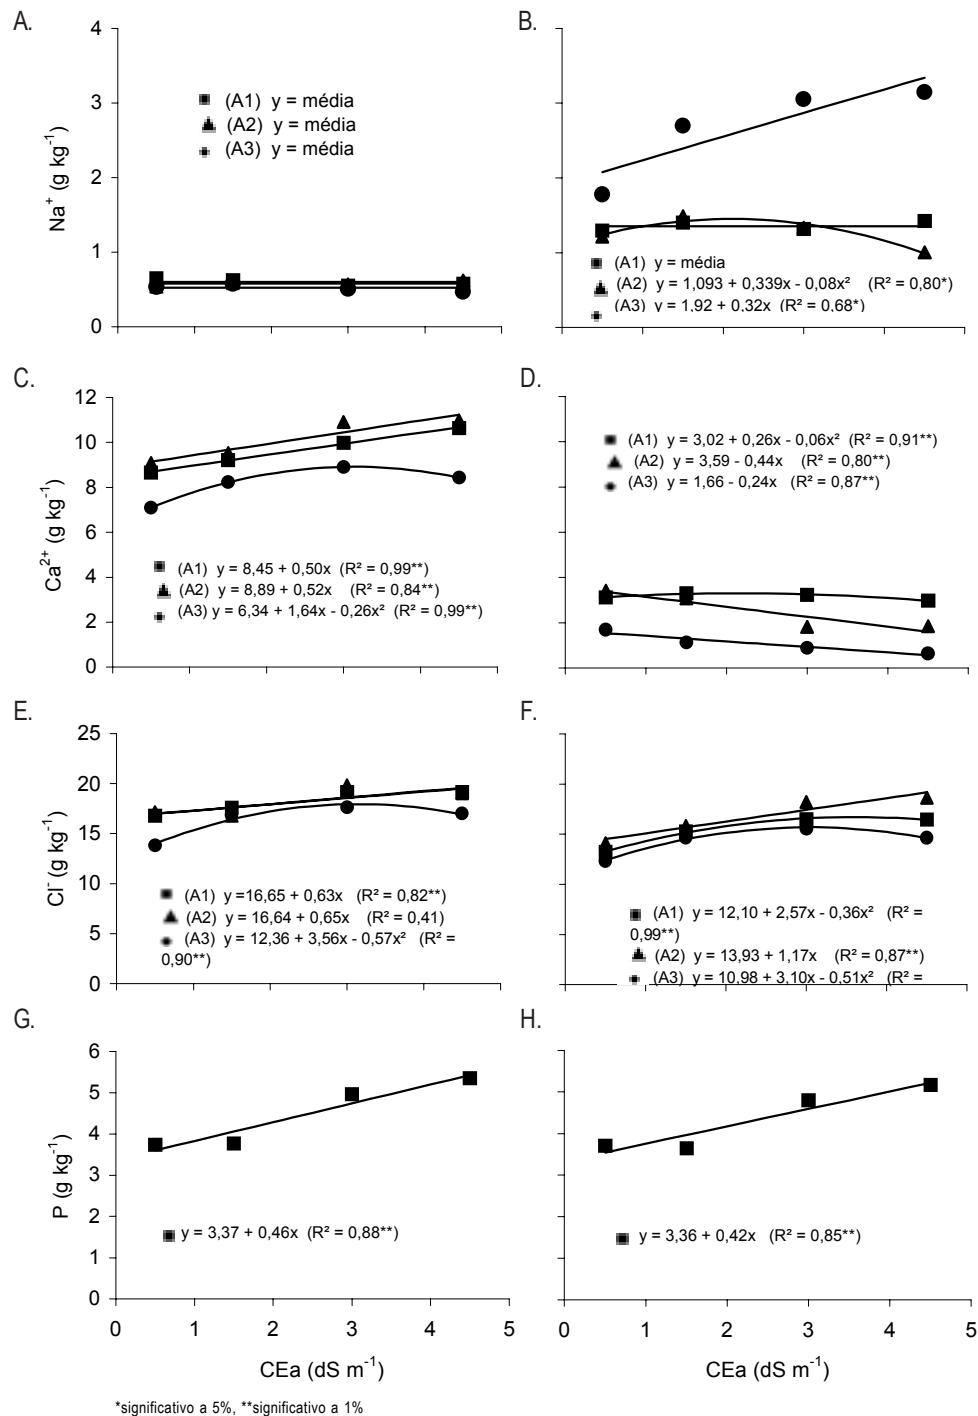 A.
4
3
2
1
0
Na⁺ (g kg⁻¹)
(A1) y = média
(A2) y = média
(A3) y = média
B.
4
3
2
1
0
(A1) y = média
(A2) y = 1,093 + 0,339x - 0,08x² (R² = 0,80*)
(A3) y = 1,92 + 0,32x (R² = 0,68*)
C.
12
10
8
6
4
2
0
Ca²⁺ (g kg⁻¹)
(A1) y = 8,45 + 0,50x (R² = 0,99**)
(A2) y = 8,89 + 0,52x (R² = 0,84**)
(A3) y = 6,34 + 1,64x - 0,26x² (R² = 0,99**)
D.
(A1) y = 3,02 + 0,26x - 0,06x² (R² = 0,91**)
(A2) y = 3,59 - 0,44x (R² = 0,80**)
(A3) y = 1,66 - 0,24x (R² = 0,87**)
E.
25
20
15
10
5
0
Cl⁻ (g kg⁻¹)
(A1) y =16,65 + 0,63x (R² = 0,82**)
(A2) y = 16,64 + 0,65x (R² = 0,41)
(A3) y = 12,36 + 3,56x - 0,57x² (R² =
0,90**)
F.
(A1) y = 12,10 + 2,57x - 0,36x² (R² =
0,99**)
(A2) y = 13,93 + 1,17x (R² = 0,87**)
(A3) y = 10,98 + 3,10x - 0,51x² (R² =
G.
6
5
4
3
2
1
0
P (g kg⁻¹)
y = 3,37 + 0,46x (R² = 0,88**)
0 1 2 3 4 5
CEa (dS m⁻¹)
H.
y = 3,36 + 0,42x (R² = 0,85**)
0 1 2 3 4 5
CEa (dS m⁻¹)
*significativo a 5%, **significativo a 1%